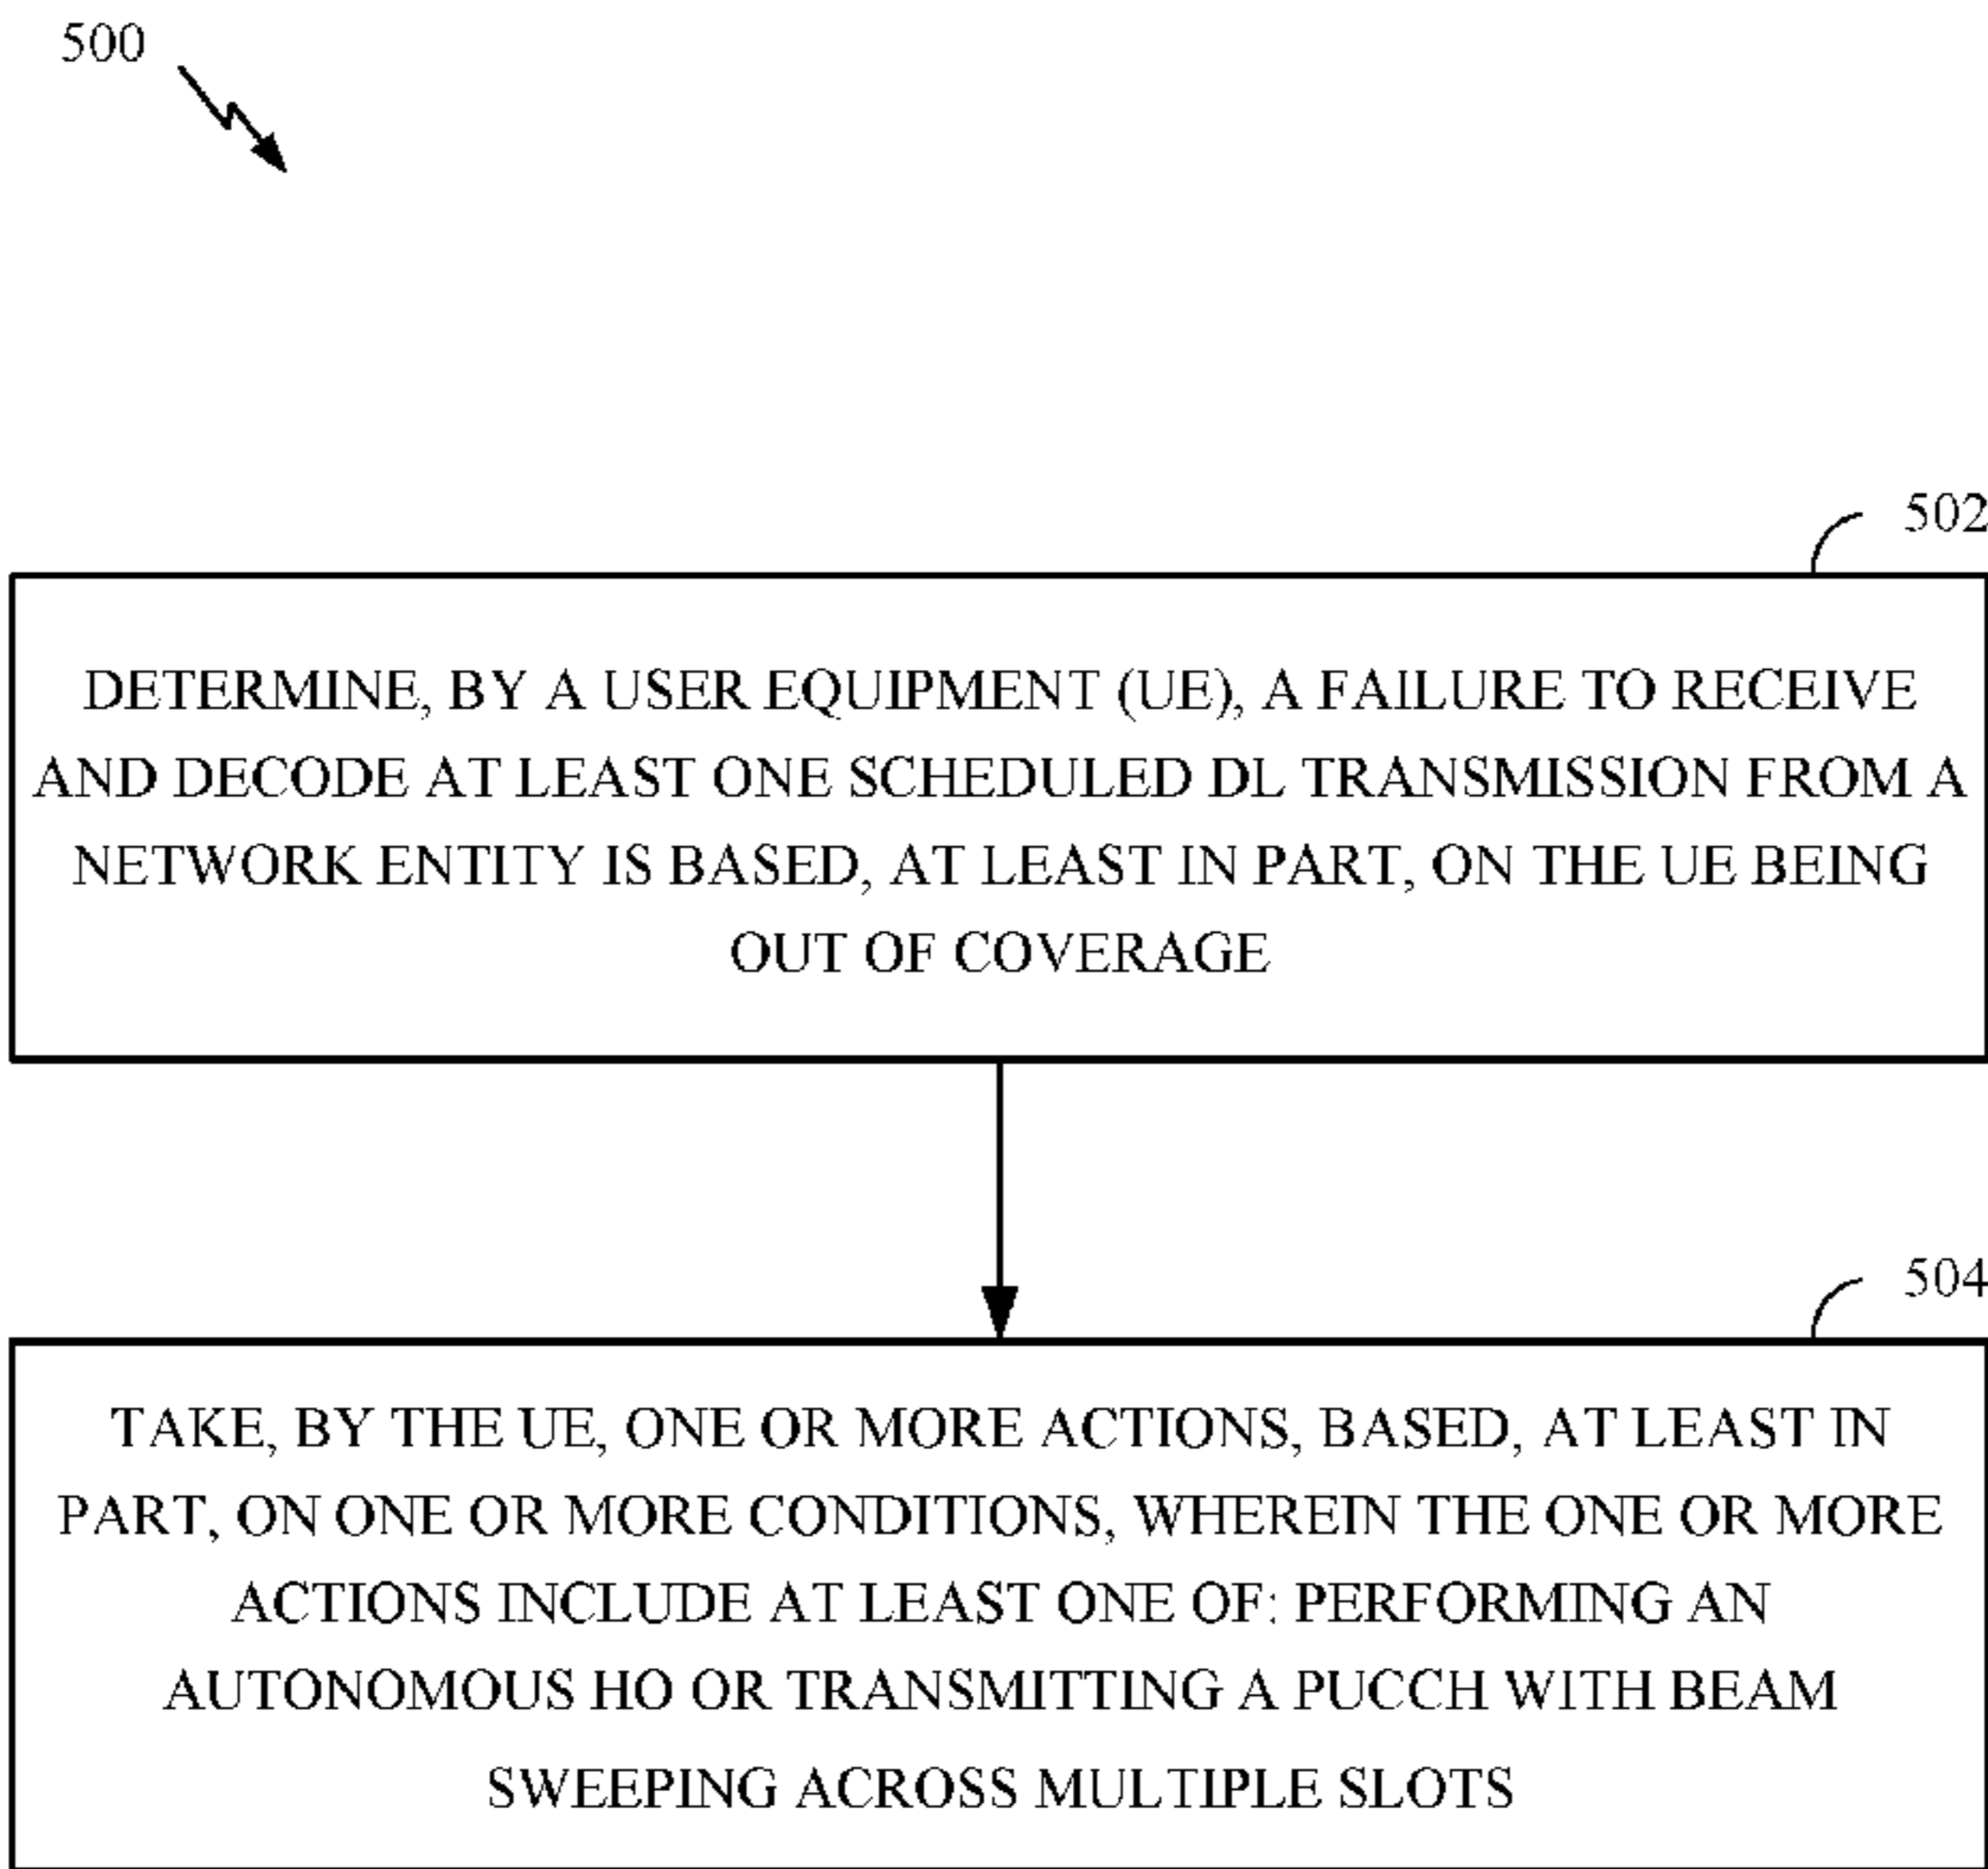 500
502
DETERMINE, BY A USER EQUIPMENT (UE), A FAILURE TO RECEIVE
AND DECODE AT LEAST ONE SCHEDULED DL TRANSMISSION FROM A
NETWORK ENTITY IS BASED, AT LEAST IN PART, ON THE UE BEING
OUT OF COVERAGE
504
TAKE, BY THE UE, ONE OR MORE ACTIONS, BASED, AT LEAST IN
PART, ON ONE OR MORE CONDITIONS, WHEREIN THE ONE OR MORE
ACTIONS INCLUDE AT LEAST ONE OF: PERFORMING AN
AUTONOMOUS HO OR TRANSMITTING A PUCCH WITH BEAM
SWEEPING ACROSS MULTIPLE SLOTS